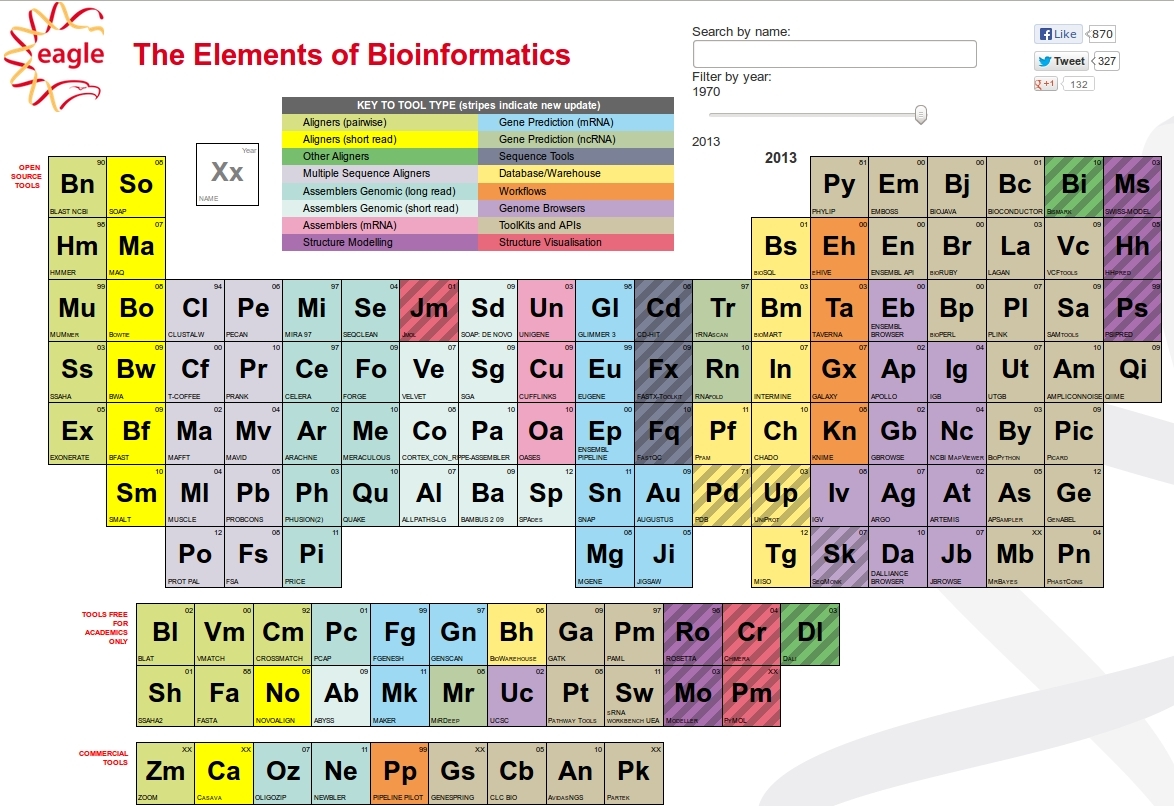 eagle
The Elements of Bioinformatics
Search by name:
Filter by year:
1970
2013
Like 870
Tweet 327
+1 132
KEY TO TOOL TYPE (stripes indicate new update)
Aligners (pairwise) Gene Prediction (mRNA)
Aligners (short read) Gene Prediction (ncRNA)
Other Aligners Sequence Tools
Multiple Sequence Aligners Database/Warehouse
Assemblers Genomic (long read) Workflows
Assemblers Genomic (short read) Genome Browsers
Assemblers (mRNA) ToolKits and APIs
Structure Modelling Structure Visualisation
Year
Xx
NAME
2013
OPEN
SOURCE
TOOLS
90 08 81 00 00 01 10 03
Bn So Py Em Bj Bc Bi Ms
BLAST NCBI SOAP PHYLIP EMBOSS BIOJAVA BIOCONDUCTOR BISMARK SWISS-MODEL
96 07 01 00 00 00 03 09 05
Hm Ma Bs Eh En Br La Vc Hh
HMMER MAQ BIOSQL EHIVE ENSEMBL API BIORUBY LAGAN VCFTOOLS HHPRED
99 08 94 06 97 04 01 09 03 98 06 97 03 03 00 00 07 09 99
Mu Bo Cl Pe Mi Se Jm Sd Un Gl Cd Tr Bm Ta Eb Bp Pl Sa Ps
MUMMER BOWTIE CLUSTALW PECAN MIRA 97 SEQCLEAN JMOL SOAP: DE NOVO UNIGENE GLIMMER 3 CD-HIT TRNASCAN BIOMART TAVERNA ENSEMBL BROWSER BIOPERL PLINK SAMTOOLS PSIPRED
03 09 00 10 97 09 07 09 09 99 09 10 07 07 02 04 07 10 10
Ss Bw Cf Pr Ce Fo Ve Sg Cu Eu Fx Rn In Gx Ap Ig Ut Am Qi
SSAHA BWA T-COFFEE PRANK CELERA FORGE VELVET SGA CUFFLINKS EUGENE FASTX-TOOLKIT RNAFOLD INTERMINE GALAXY APOLLO IGB UTGB AMPLICONNOISE QIIME
05 09 02 04 02 10 08 10 10 00 10 11 03 08 02 04 03 09
Ex Bf Ma Mv Ar Me Co Pa Oa Ep Fq Pf Ch Kn Gb Nc By Pic
EXONERATE BFAST MAFFT MAVID ARACHNE MERACULOUS CORTEX_CON_RP PE-ASSEMBLER OASES ENSEMBL PIPELINE FASTQC PFAM CHADO KNIME GBROWSE NCBI MAPVIEWER BIOPYTHON PICARD
10 04 05 03 10 07 09 12 11 09 71 03 08 07 02 05 12
Sm Ml Pb Ph Qu Al Ba Sp Sn Au Pd Up Iv Ag At As Ge
SMALT MUSCLE PROBCONS PHUSION(2) QUAKE ALLPATHS-LG BAMBUS 2 09 SPADES SNAP AUGUSTUS PDB UNIPROT IGV ARGO ARTEMIS APSAMPLER GENABEL
12 08 11 06 05 12 07 10 07 XX 04
Po Fs Pi Mg Ji Tg Sk Da Jb Mb Pn
PROT PAL FSA PRICE MGENE JIGSAW MISO SEQMONK DALLIANCE BROWSER JBROWSE MRBAYES PHASTCONS
TOOLS FREE
FOR
ACADEMICS
ONLY
02 00 92 01 99 97 06 09 97 96 04 03
Bl Vm Cm Pc Fg Gn Bh Ga Pm Ro Cr Dl
BLAT VMATCH CROSSMATCH PCAP FGENESH GENSCAN BIOWAREHOUSE GATK PAML ROSETTA CHIMERA DALI
01 88 09 09 11 08 02 08 11 03 XX
Sh Fa No Ab Mk Mr Uc Pt Sw Mo Pm
SSAHA2 FASTA NOVOALIGN ABYSS MAKER MIRDEEP UCSC PATHWAY TOOLS SRNA WORKBENCH UEA MODELLER PYMOL
COMMERCIAL
TOOLS
XX XX 07 11 99 XX 05 10 XX
Zm Ca Oz Ne Pp Gs Cb An Pk
ZOOM CASAVA OLIGOZIP NEWBLER PIPELINE PILOT GENESPRING CLC BIO AVIDASNGS PARTEK